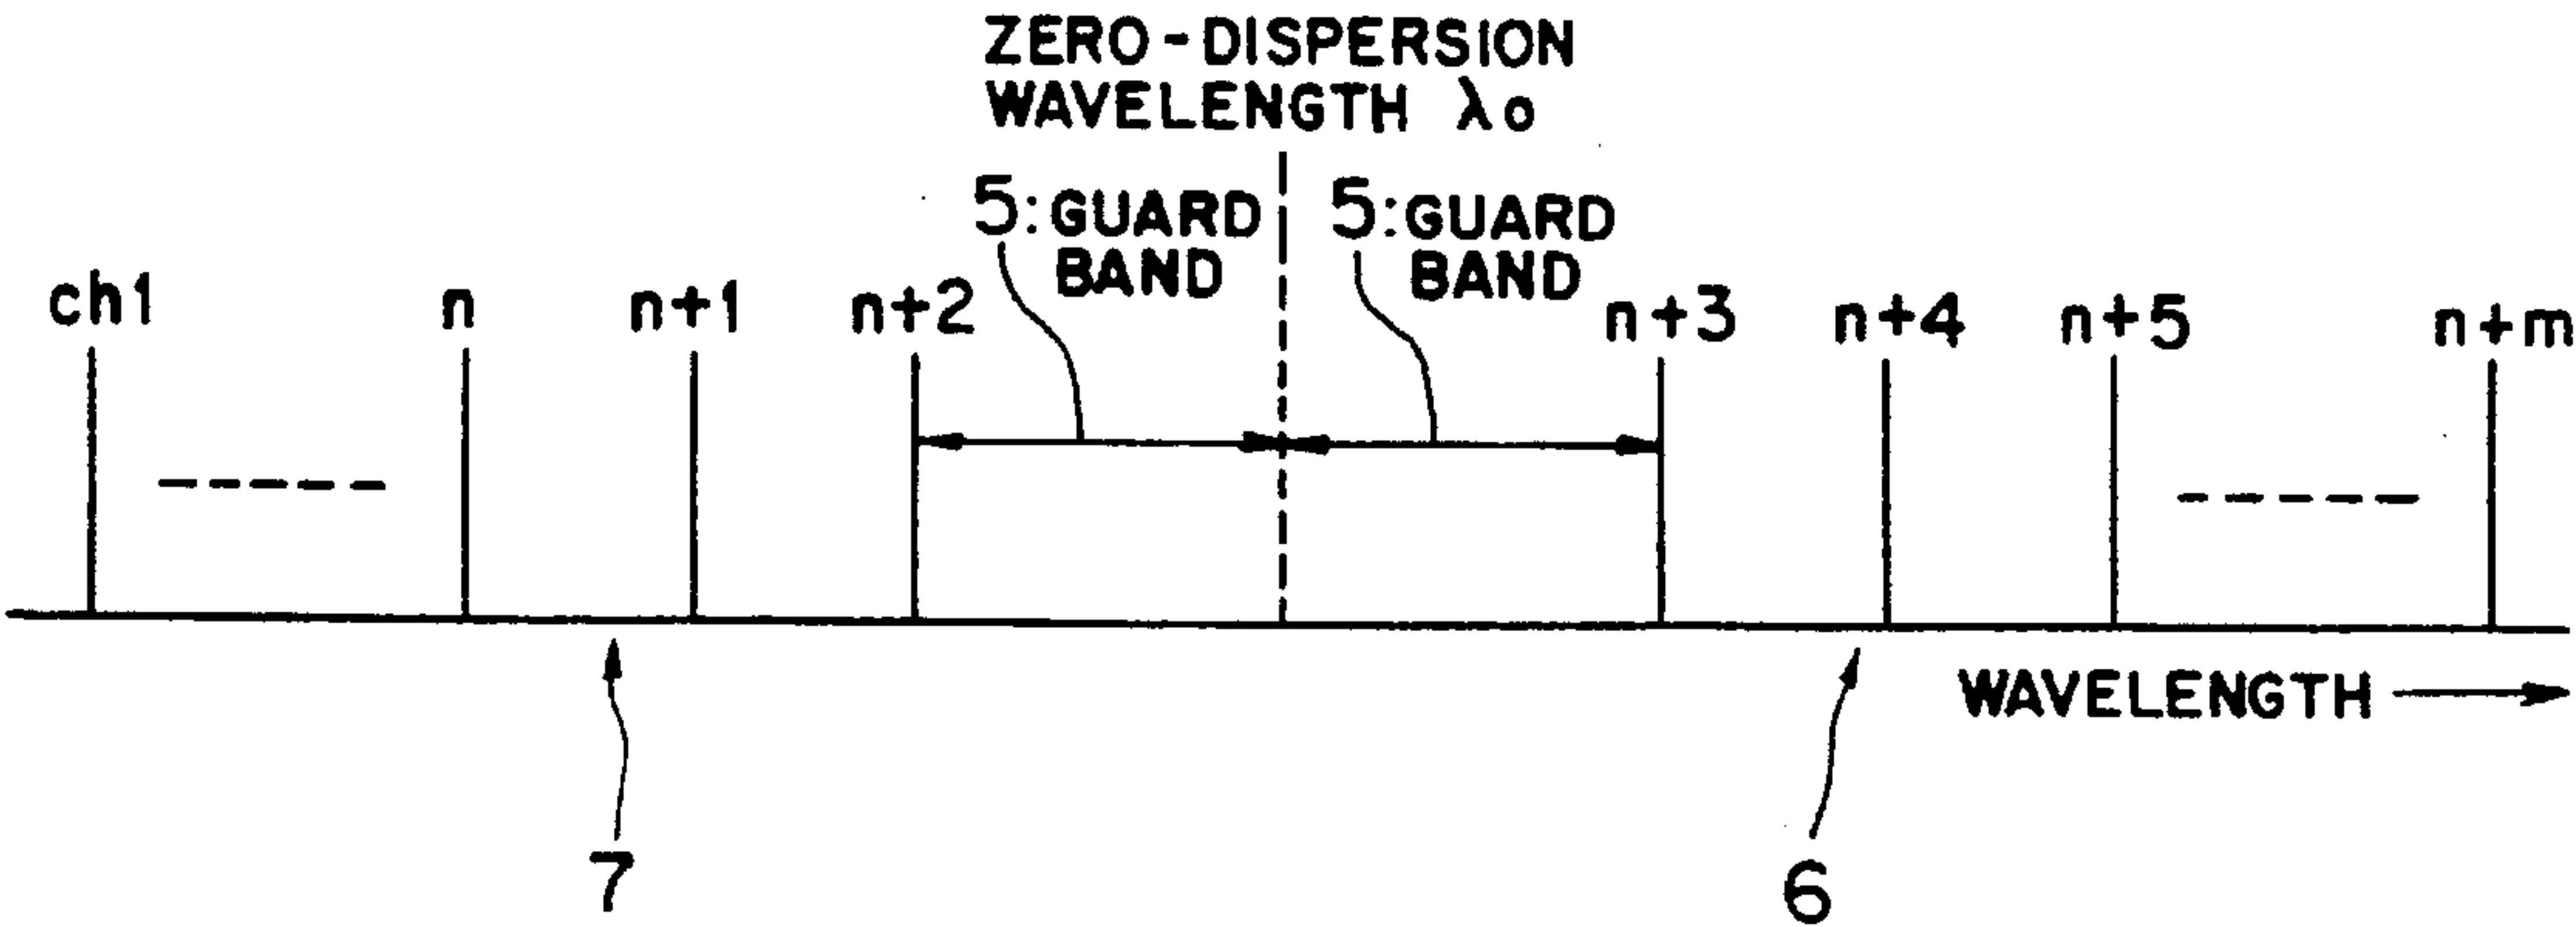 ZERO-DISPERSION
WAVELENGTH λo
5:GUARD
BAND
5:GUARD
BAND
ch1
n
n+1
n+2
n+3
n+4
n+5
n+m
WAVELENGTH
7
6